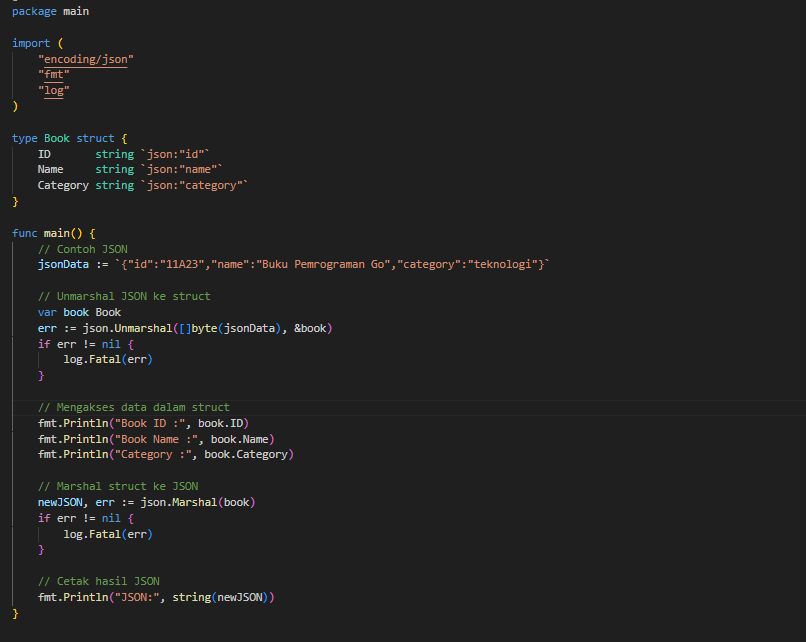 package main
import (
"encoding/json"
"fmt"
"log"
)
type Book struct {
ID string `json:"id"`
Name string `json:"name"`
Category string `json:"category"`
}
func main() {
// Contoh JSON
jsonData := `{"id":"11A23","name":"Buku Pemrograman Go","category":"teknologi"}`
// Unmarshal JSON ke struct
var book Book
err := json.Unmarshal([]byte(jsonData), &book)
if err != nil {
log.Fatal(err)
}
// Mengakses data dalam struct
fmt.Println("Book ID :", book.ID)
fmt.Println("Book Name :", book.Name)
fmt.Println("Category :", book.Category)
// Marshal struct ke JSON
newJSON, err := json.Marshal(book)
if err != nil {
log.Fatal(err)
}
// Cetak hasil JSON
fmt.Println("JSON:", string(newJSON))
}